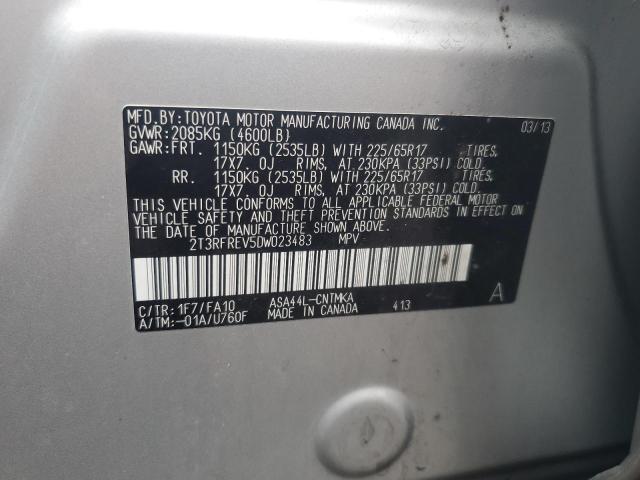 MFD.BY:TOYOTA MOTOR MANUFACTURING CANADA INC. 03/13
GVWR:2085KG (4600LB)
GAWR:FRT. 1150KG (2535LB) WITH 225/65R17 TIRES,
17X7.0J RIMS, AT 230KPA (33PSI) COLD.
RR. 1150KG (2535LB) WITH 225/65R17 TIRES,
17X7.0J RIMS, AT 230KPA (33PSI) COLD.
THIS VEHICLE CONFORMS TO ALL APPLICABLE FEDERAL MOTOR
VEHICLE SAFETY AND THEFT PREVENTION STANDARDS IN EFFECT ON
THE DATE OF MANUFACTURE SHOWN ABOVE.
2T3RFREV5DW023483 MPV
C/TR: 1F7/FA10 ASA44L-CNTMKA A
A/TM:-01A/U760F MADE IN CANADA 413